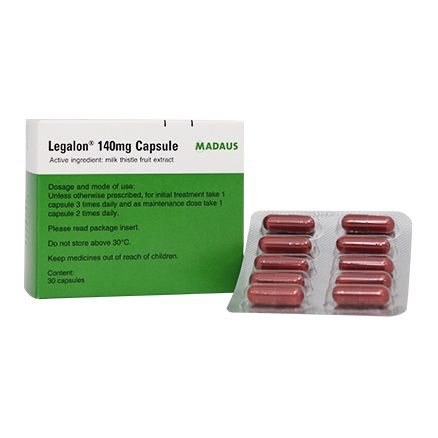 Legalon® 140mg Capsule
MADAUS
Active ingredient: milk thistle fruit extract
Dosage and mode of use:
Unless otherwise prescribed, for initial treatment take 1
capsule 3 times daily and as maintenance dose take 1
capsule 2 times daily.
Please read package insert.
Do not store above 30°C.
Keep medicines out of reach of children.
Content:
30 capsules